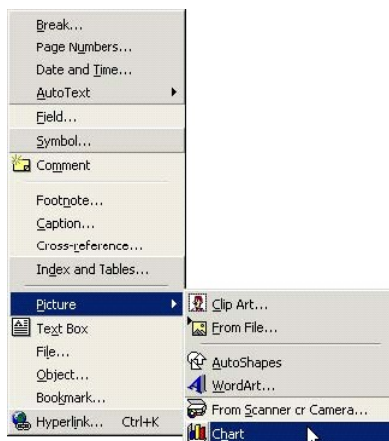 Break...
Page Numbers...
Date and Time...
AutoText
Field...
Symbol...
Comment
Footnote...
Caption...
Cross-reference...
Index and Tables...
Picture
Text Box
File...
Object...
Bookmark...
Hyperlink... Ctrl+K
Clip Art...
From File...
AutoShapes
WordArt...
From Scanner or Camera...
Chart